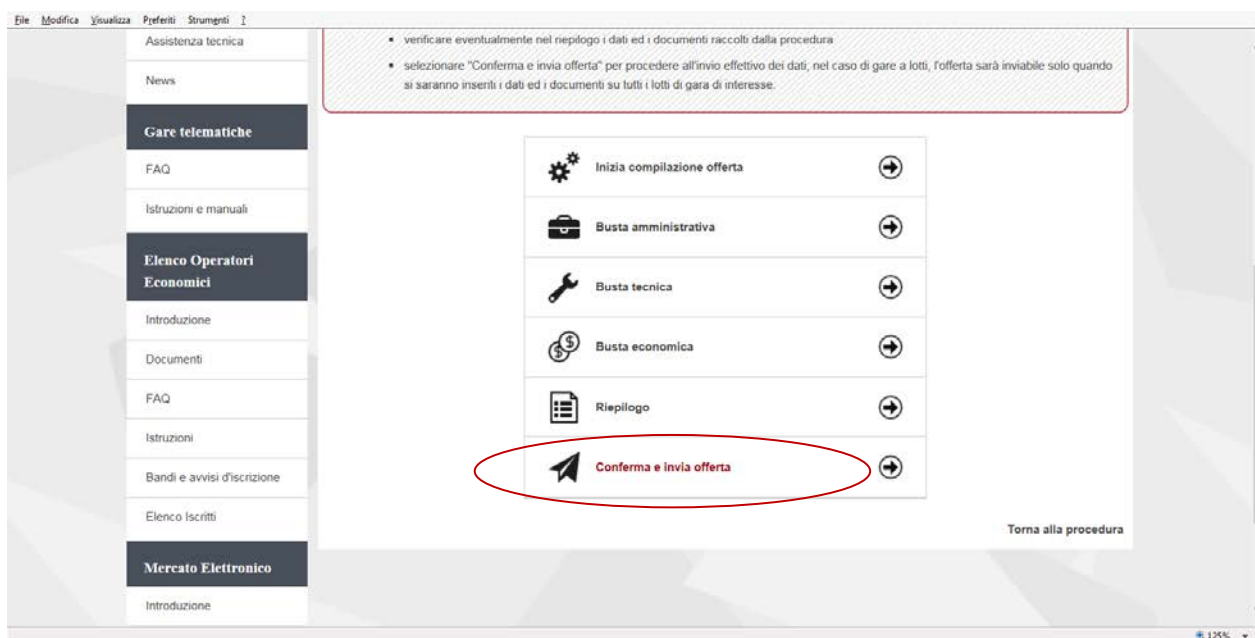 File Modifica Visualizza Preferiti Strumenti ?
Assistenza tecnica
News
Gare telematiche
FAQ
Istruzioni e manuali
Elenco Operatori
Economici
Introduzione
Documenti
FAQ
Istruzioni
Bandi e avvisi d'iscrizione
Elenco Iscritti
Mercato Elettronico
Introduzione
verificare eventualmente nel riepilogo i dati ed i documenti raccolti dalla procedura
selezionare "Conferma e invia offerta" per procedere all'invio effettivo dei dati; nel caso di gare a lotti, l'offerta sarà inviabile solo quando
si saranno inseriti i dati ed i documenti su tutti i lotti di gara di interesse.
Inizia compilazione offerta
Busta amministrativa
Busta tecnica
Busta economica
Riepilogo
Conferma e invia offerta
Torna alla procedura
125%